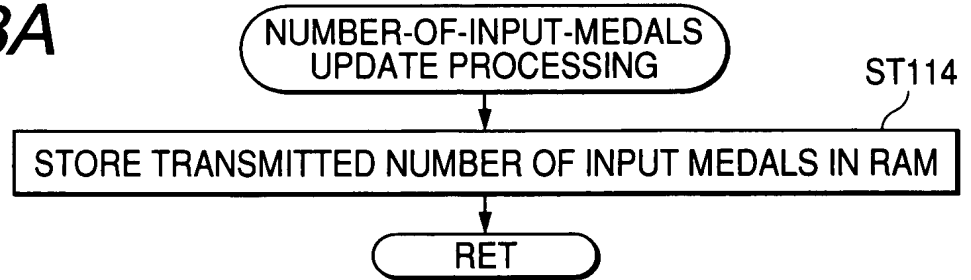 3A
NUMBER-OF-INPUT-MEDALS
UPDATE PROCESSING
ST114
STORE TRANSMITTED NUMBER OF INPUT MEDALS IN RAM
RET